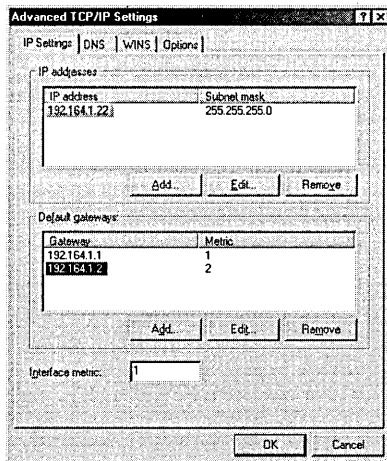 Advanced TCP/IP Settings
IP Settings DNS WINS Options
IP addresses
IP address Subnet mask
192.164.1.22 255.255.255.0
Add... Edit... Remove
Default gateways:
Gateway Metric
192.164.1.1 1
192.164.1.2 2
Add... Edit... Remove
Interface metric: 1
OK Cancel